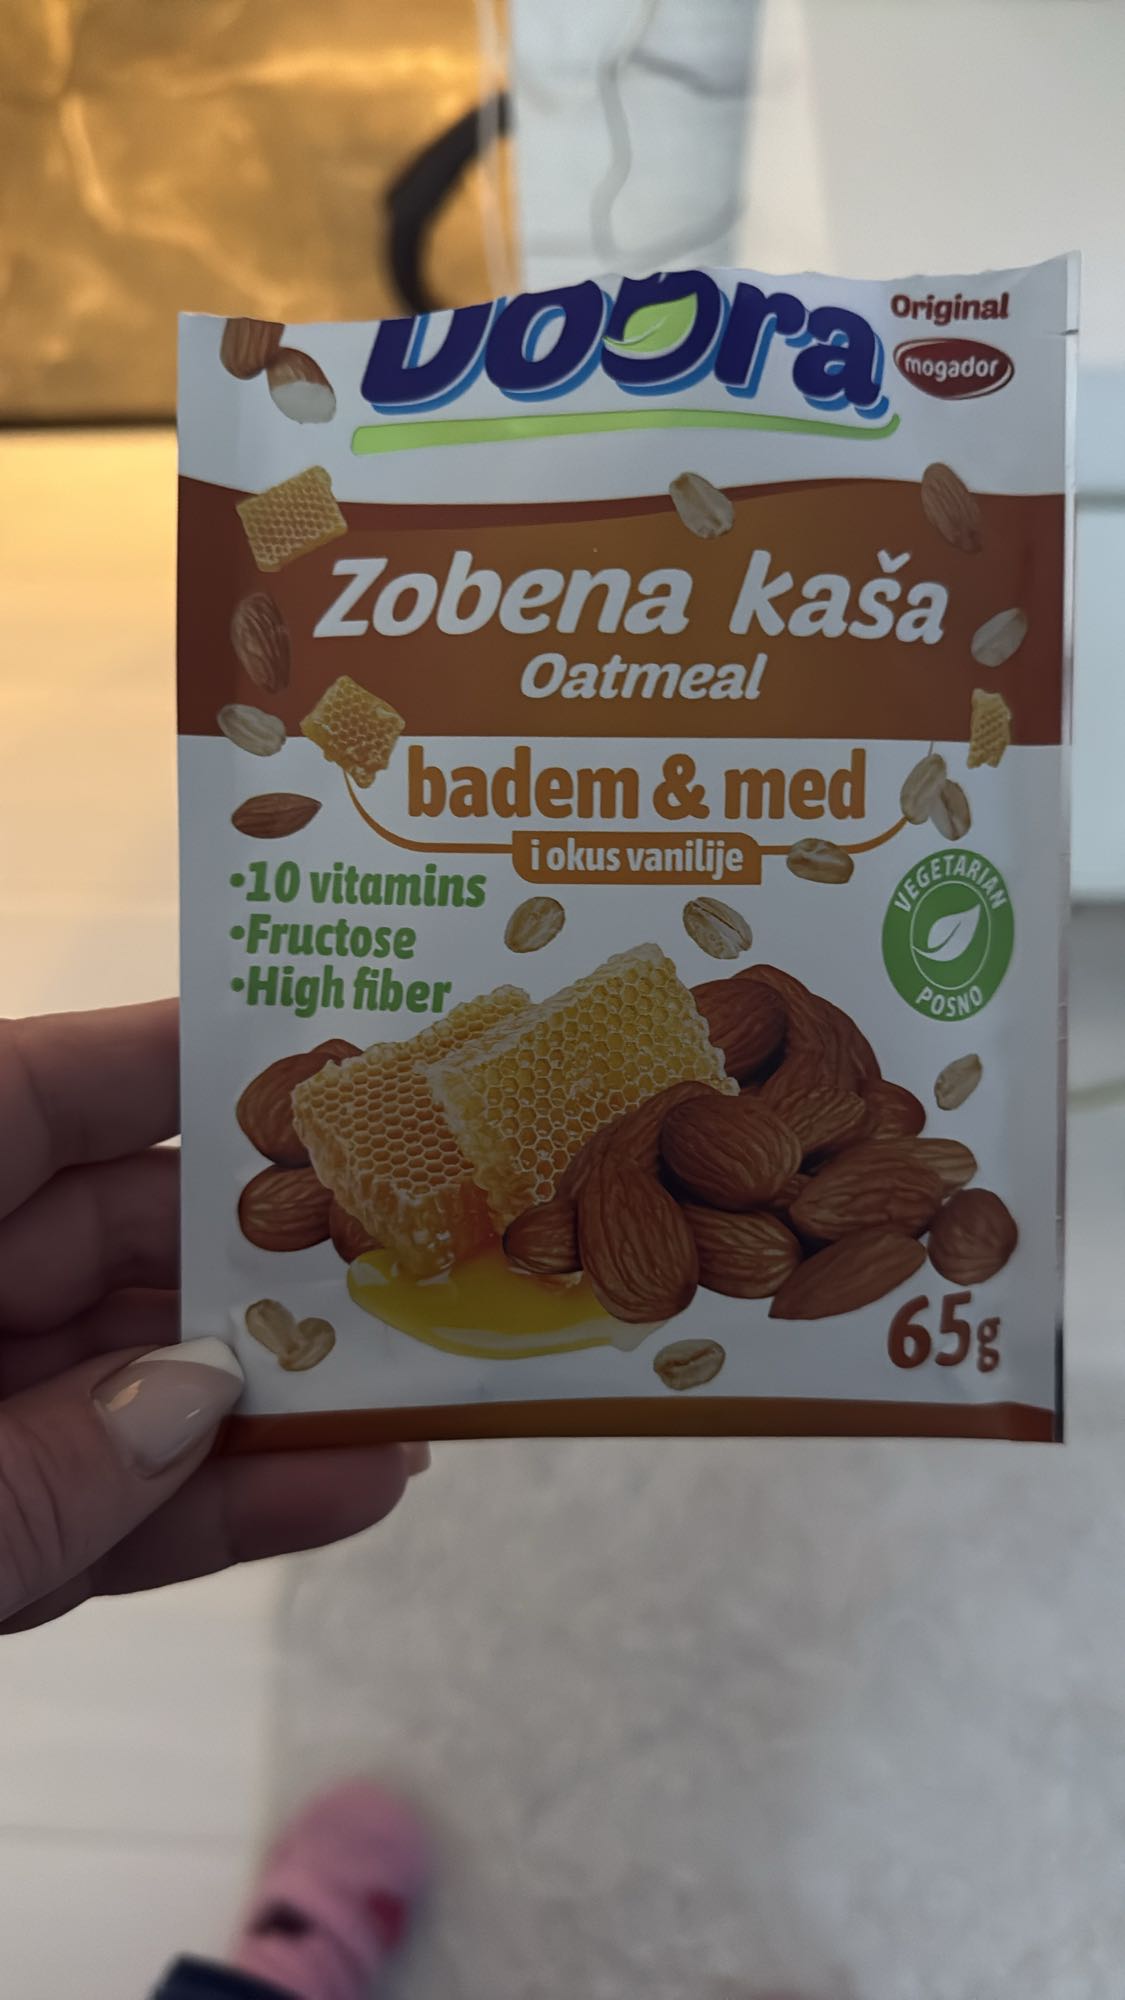 Dobra
Original
mogador
Zobena kaša
Oatmeal
badem & med
i okus vanilije
•10 vitamins
•Fructose
•High fiber
VEGETARIAN
POSNO
65g